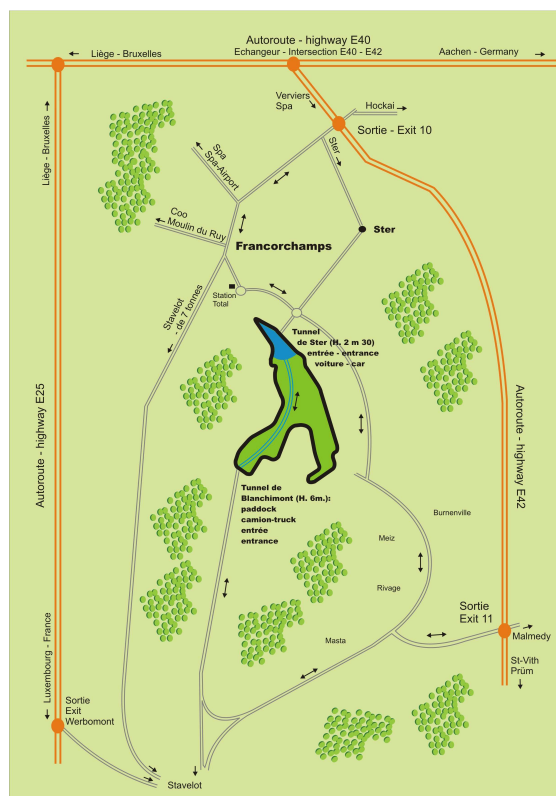 Autoroute - highway E40
Liège - Bruxelles
Echangeur - Intersection E40 - E42
Aachen - Germany
Verviers
Spa
Hockai
Sortie - Exit 10
Liège - Bruxelles
Spa
Spa-Airport
Ster
Coo
Moulin du Ruy
Ster
Francorchamps
Station
Total
Stavelot
- de 7 tonnes
Tunnel
de Ster (H. 2 m 30)
entrée - entrance
voiture - car
Autoroute - highway E25
Autoroute - highway E42
Tunnel de
Blanchimont (H. 6m.):
paddock
camion-truck
entrée
entrance
Burnenville
Meiz
Rivage
Masta
Sortie
Exit 11
Malmedy
St-Vith
Prüm
Luxembourg - France
Sortie
Exit
Werbomont
Stavelot